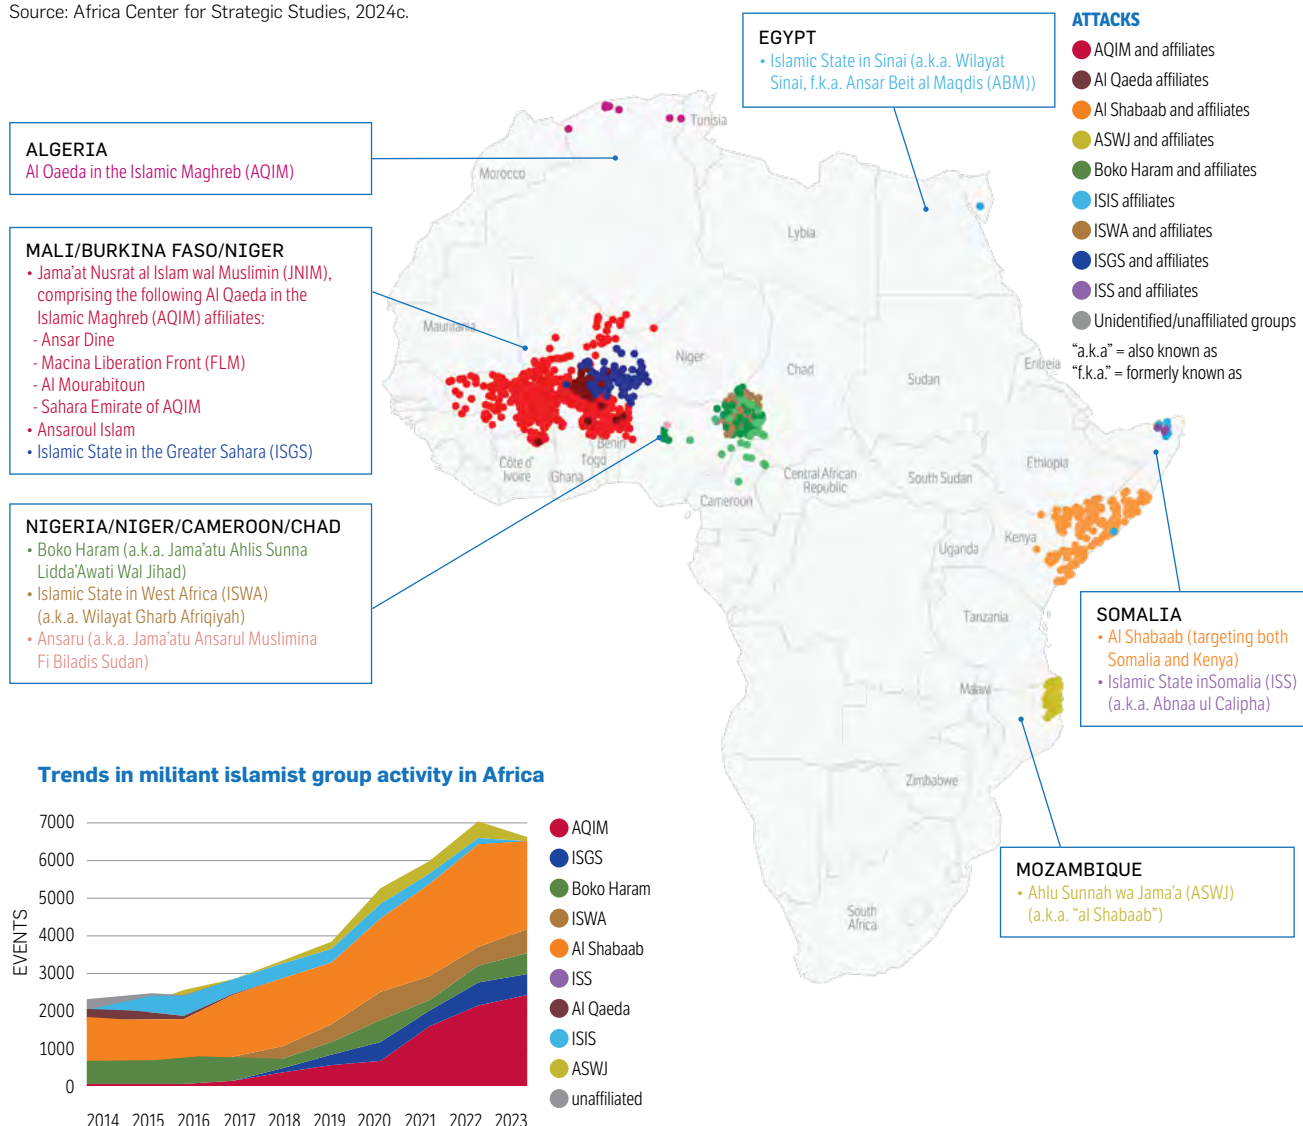 Source: Africa Center for Strategic Studies, 2024c.
EGYPT
• Islamic State in Sinai (a.k.a. Wilayat
Sinai, f.k.a. Ansar Beit al Maqdis (ABM))
ATTACKS
AQIM and affiliates
Al Qaeda affiliates
Al Shabaab and affiliates
ASWJ and affiliates
Boko Haram and affiliates
ISIS affiliates
ISWA and affiliates
ISGS and affiliates
ISS and affiliates
Unidentified/unaffiliated groups
"a.k.a" = also known as
"f.k.a." = formerly known as
ALGERIA
Al Qaeda in the Islamic Maghreb (AQIM)
MALI/BURKINA FASO/NIGER
• Jama'at Nusrat al Islam wal Muslimin (JNIM),
comprising the following Al Qaeda in the
Islamic Maghreb (AQIM) affiliates:
- Ansar Dine
- Macina Liberation Front (FLM)
- Al Mourabitoun
- Sahara Emirate of AQIM
• Ansaroul Islam
• Islamic State in the Greater Sahara (ISGS)
NIGERIA/NIGER/CAMEROON/CHAD
• Boko Haram (a.k.a. Jama'atu Ahlis Sunna
Lidda'Awati Wal Jihad)
• Islamic State in West Africa (ISWA)
(a.k.a. Wilayat Gharb Afriqiyah)
• Ansaru (a.k.a. Jama'atu Ansarul Muslimina
Fi Biladis Sudan)
Tunisia
Morocco
Lybia
Mauritania
Niger
Chad
Sudan
Eritreia
Benin
Togo
Côte d'
Ivoire
Ghana
Central African
Republic
South Sudan
Ethiopia
Cameroon
Uganda
Kenya
Tanzania
Malawi
Zimbabwe
South
Africa
SOMALIA
• Al Shabaab (targeting both
Somalia and Kenya)
• Islamic State inSomalia (ISS)
(a.k.a. Abnaa ul Calipha)
MOZAMBIQUE
• Ahlu Sunnah wa Jama'a (ASWJ)
(a.k.a. "al Shabaab")
Trends in militant islamist group activity in Africa
EVENTS
7000
6000
5000
4000
3000
2000
1000
0
2014 2015 2016 2017 2018 2019 2020 2021 2022 2023
AQIM
ISGS
Boko Haram
ISWA
Al Shabaab
ISS
Al Qaeda
ISIS
ASWJ
unaffiliated